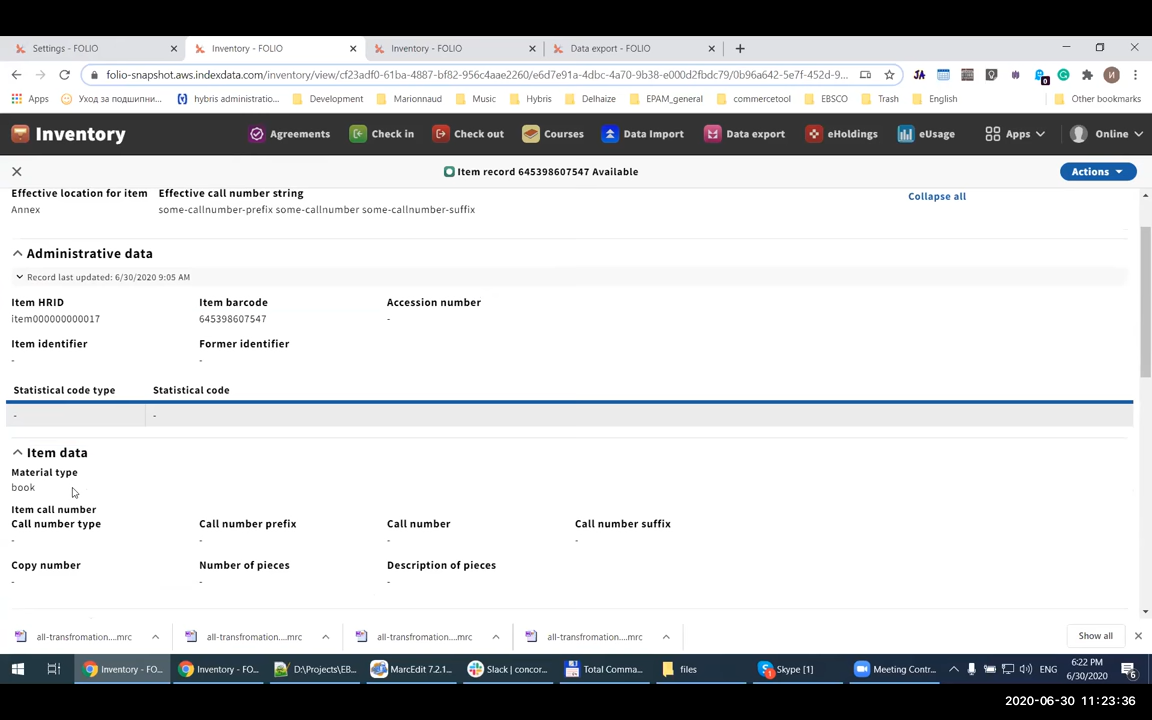 Settings - FOLIO
Inventory - FOLIO
Inventory - FOLIO
Data export - FOLIO
folio-snapshot.aws.indexdata.com/inventory/view/cf23adf0-61ba-4887-bf82-956c4aae2260/e6d7e91a-4dbc-4a70-9b38-e000d2fbdc79/0b96a642-5e7f-452d-9...
Apps
Уход за подшипни...
hybris administratio...
Development
Marionnaud
Music
Hybris
Delhaize
EPAM_general
commercetool
EBSCO
Trash
English
Other bookmarks
Inventory
Agreements
Check in
Check out
Courses
Data Import
Data export
eHoldings
eUsage
Apps
Online
Item record 645398607547 Available
Actions
Effective location for item
Effective call number string
Collapse all
Annex
some-callnumber-prefix some-callnumber some-callnumber-suffix
Administrative data
Record last updated: 6/30/2020 9:05 AM
Item HRID
Item barcode
Accession number
item000000000017
645398607547
-
Item identifier
Former identifier
-
-
Statistical code type
Statistical code
-
-
Item data
Material type
book
Item call number
Call number type
Call number prefix
Call number
Call number suffix
-
-
-
-
Copy number
Number of pieces
Description of pieces
-
-
-
all-transfromation....mrc
all-transfromation....mrc
all-transfromation....mrc
all-transfromation....mrc
Show all
Inventory - FO...
Inventory - FO...
D:\Projects\EB...
MarcEdit 7.2.1...
Slack | concor...
Total Comma...
files
Skype [1]
Meeting Contr...
ENG
6:22 PM
6/30/2020
2020-06-30 11:23:36